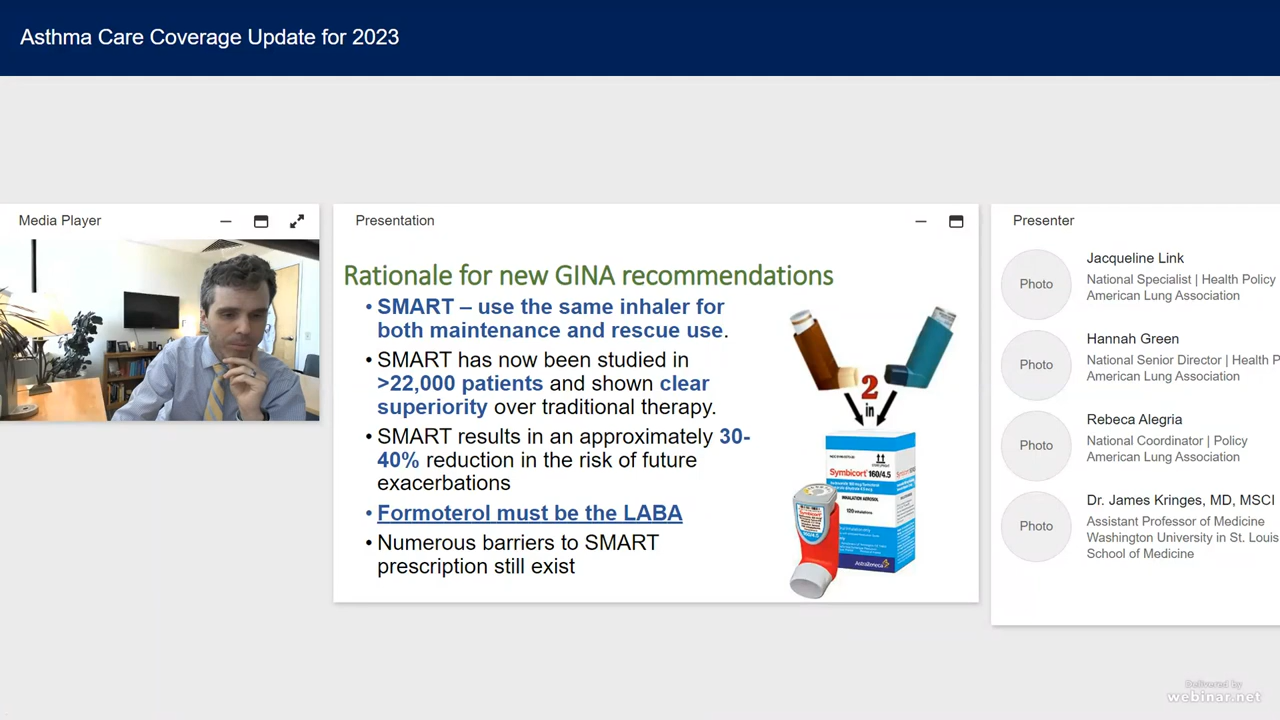 Asthma Care Coverage Update for 2023
Media Player
Presentation
Rationale for new GINA recommendations
• SMART – use the same inhaler for
both maintenance and rescue use.
• SMART has now been studied in
>22,000 patients and shown clear
superiority over traditional therapy.
• SMART results in an approximately 30-
40% reduction in the risk of future
exacerbations
• Formoterol must be the LABA
• Numerous barriers to SMART
prescription still exist
2
in
Symbicort 160/4.5
INHALATION AEROSOL
120 inhalations
AstraZeneca
Symbicort
160/4.5
Presenter
Photo
Jacqueline Link
National Specialist | Health Policy
American Lung Association
Photo
Hannah Green
National Senior Director | Health P
American Lung Association
Photo
Rebeca Alegria
National Coordinator | Policy
American Lung Association
Photo
Dr. James Kringes, MD, MSCI
Assistant Professor of Medicine
Washington University in St. Louis
School of Medicine
Delivered by
webinar.net